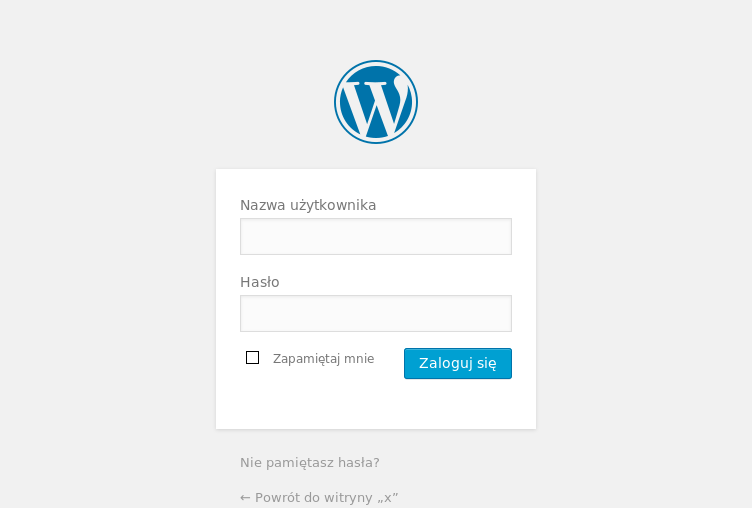 Nazwa użytkownika
Hasło
Zapamiętaj mnie
Zaloguj się
Nie pamiętasz hasła?
← Powrót do witryny „x”